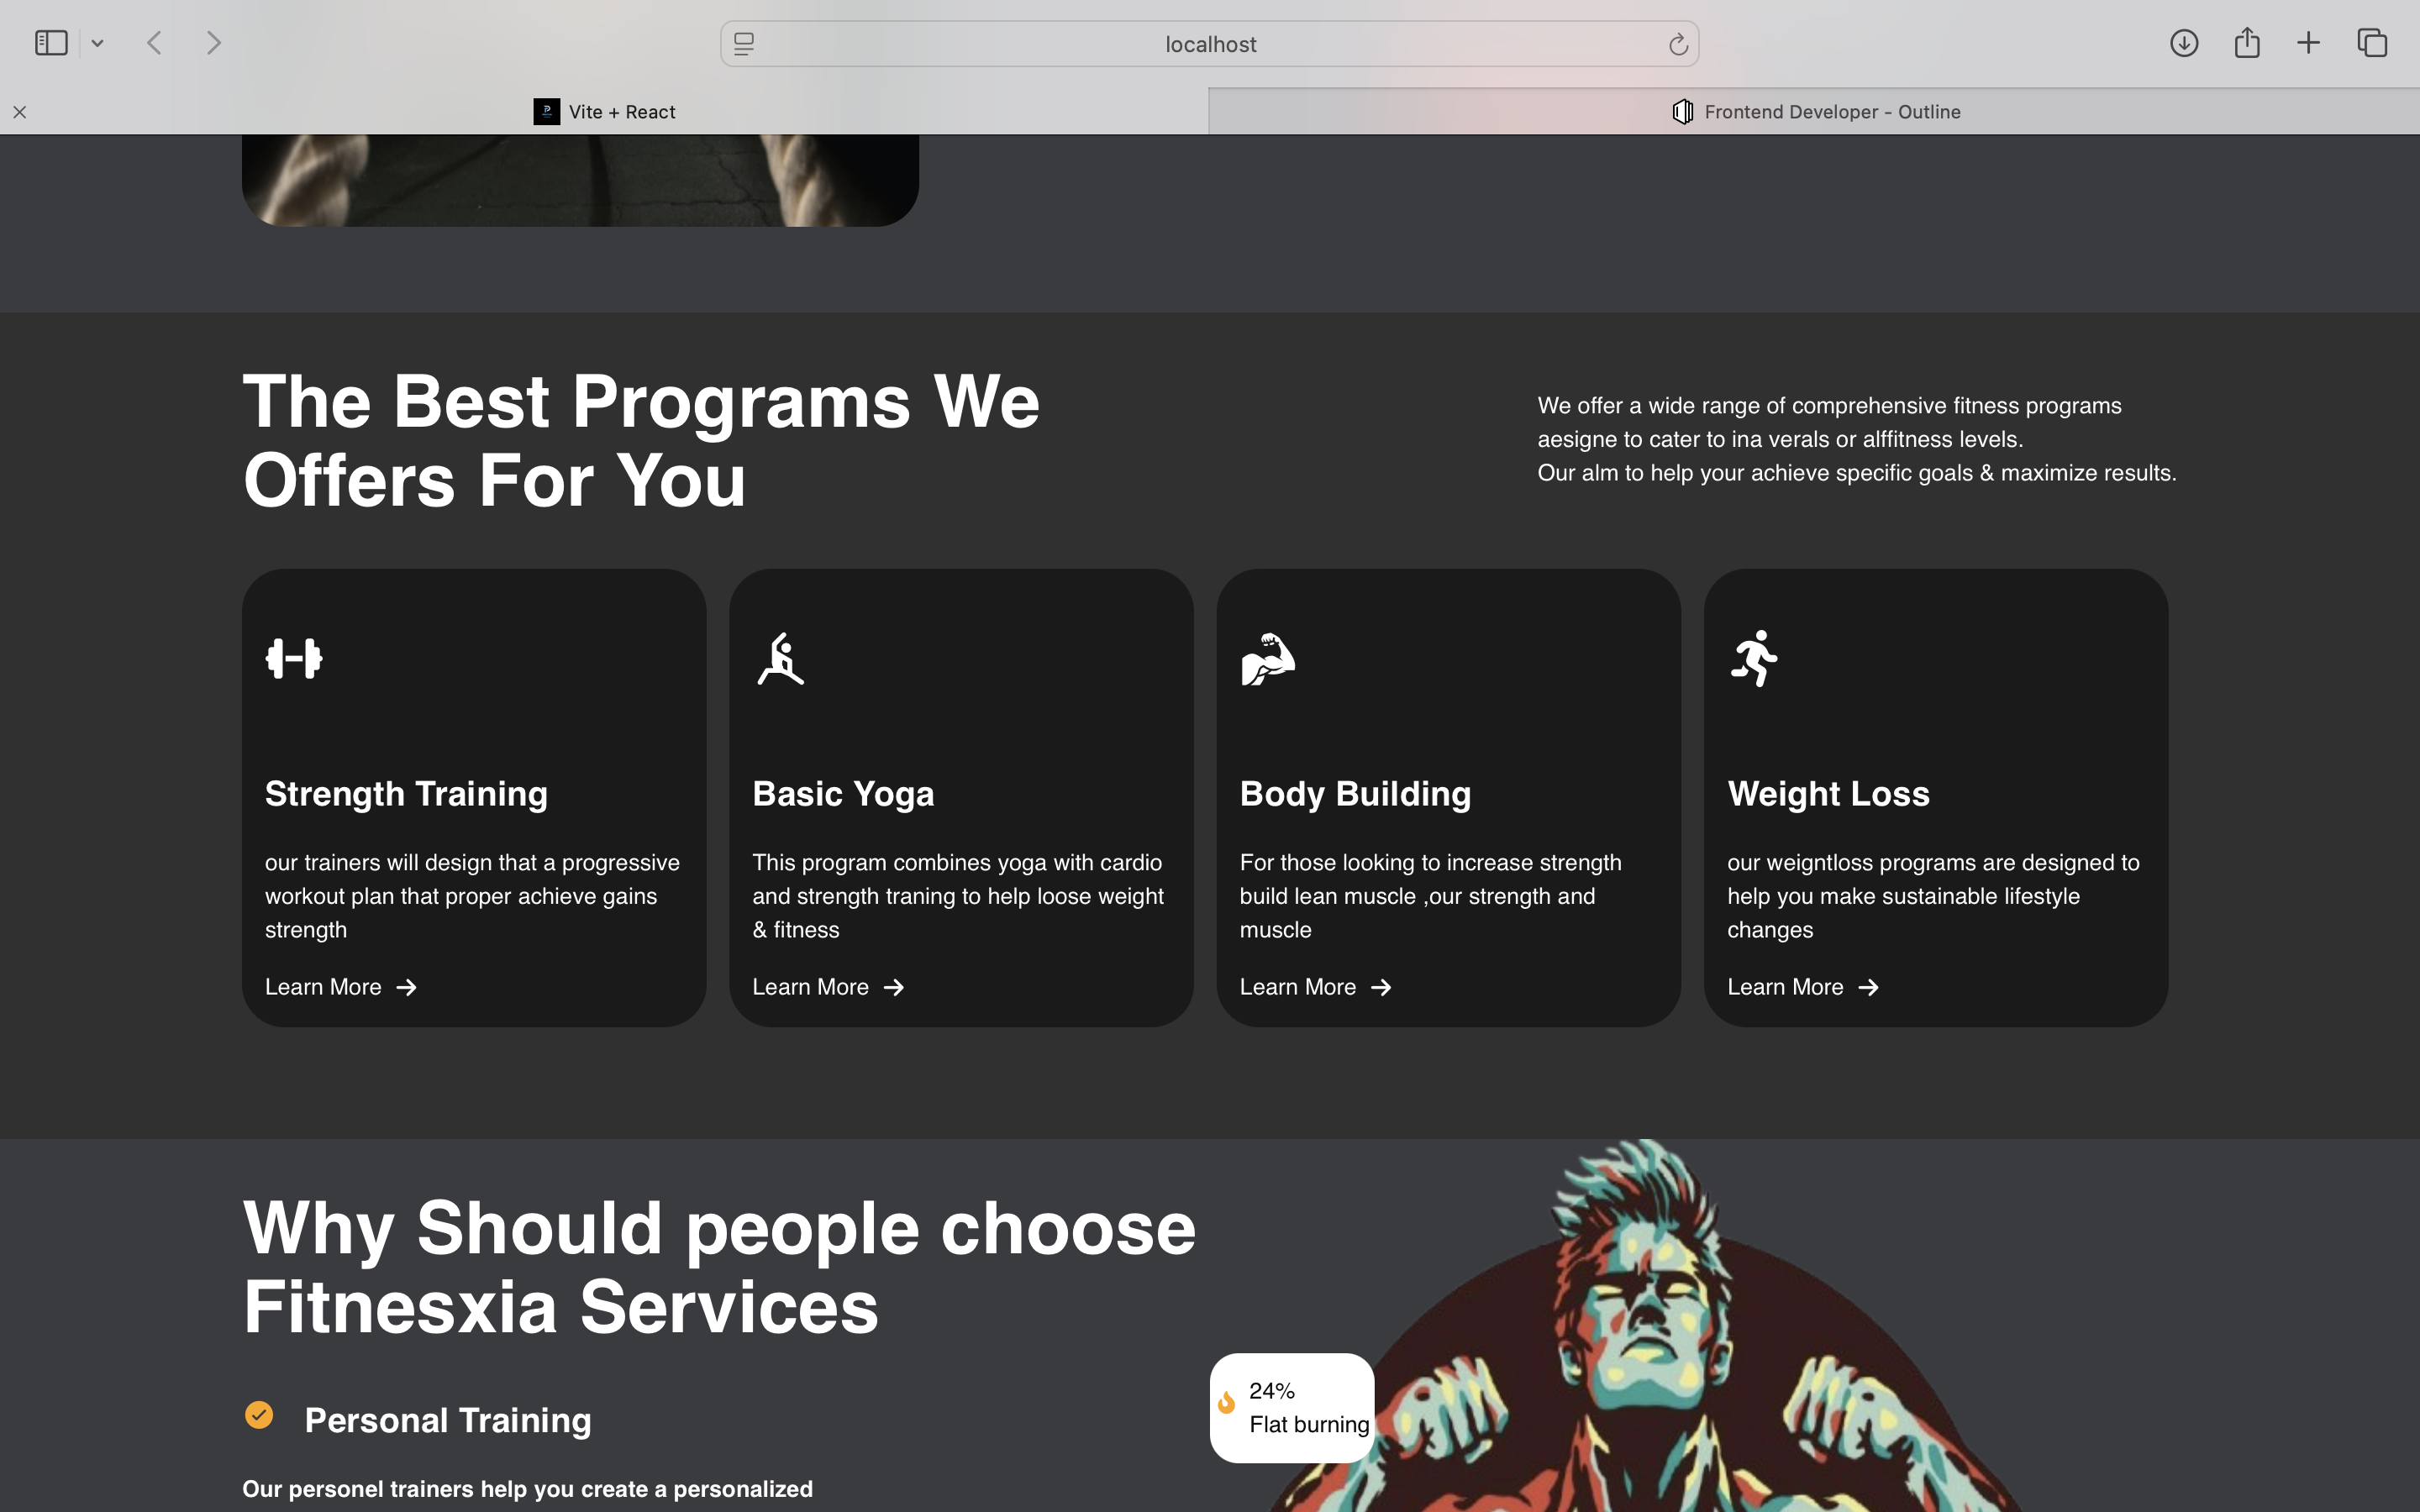 localhost
Vite + React
Frontend Developer - Outline
The Best Programs We
Offers For You
We offer a wide range of comprehensive fitness programs
aesigne to cater to ina verals or alffitness levels.
Our alm to help your achieve specific goals & maximize results.
Strength Training
our trainers will design that a progressive
workout plan that proper achieve gains
strength
Learn More
Basic Yoga
This program combines yoga with cardio
and strength traning to help loose weight
& fitness
Learn More
Body Building
For those looking to increase strength
build lean muscle ,our strength and
muscle
Learn More
Weight Loss
our weigntloss programs are designed to
help you make sustainable lifestyle
changes
Learn More
Why Should people choose
Fitnesxia Services
Personal Training
Our personel trainers help you create a personalized
24%
Flat burning